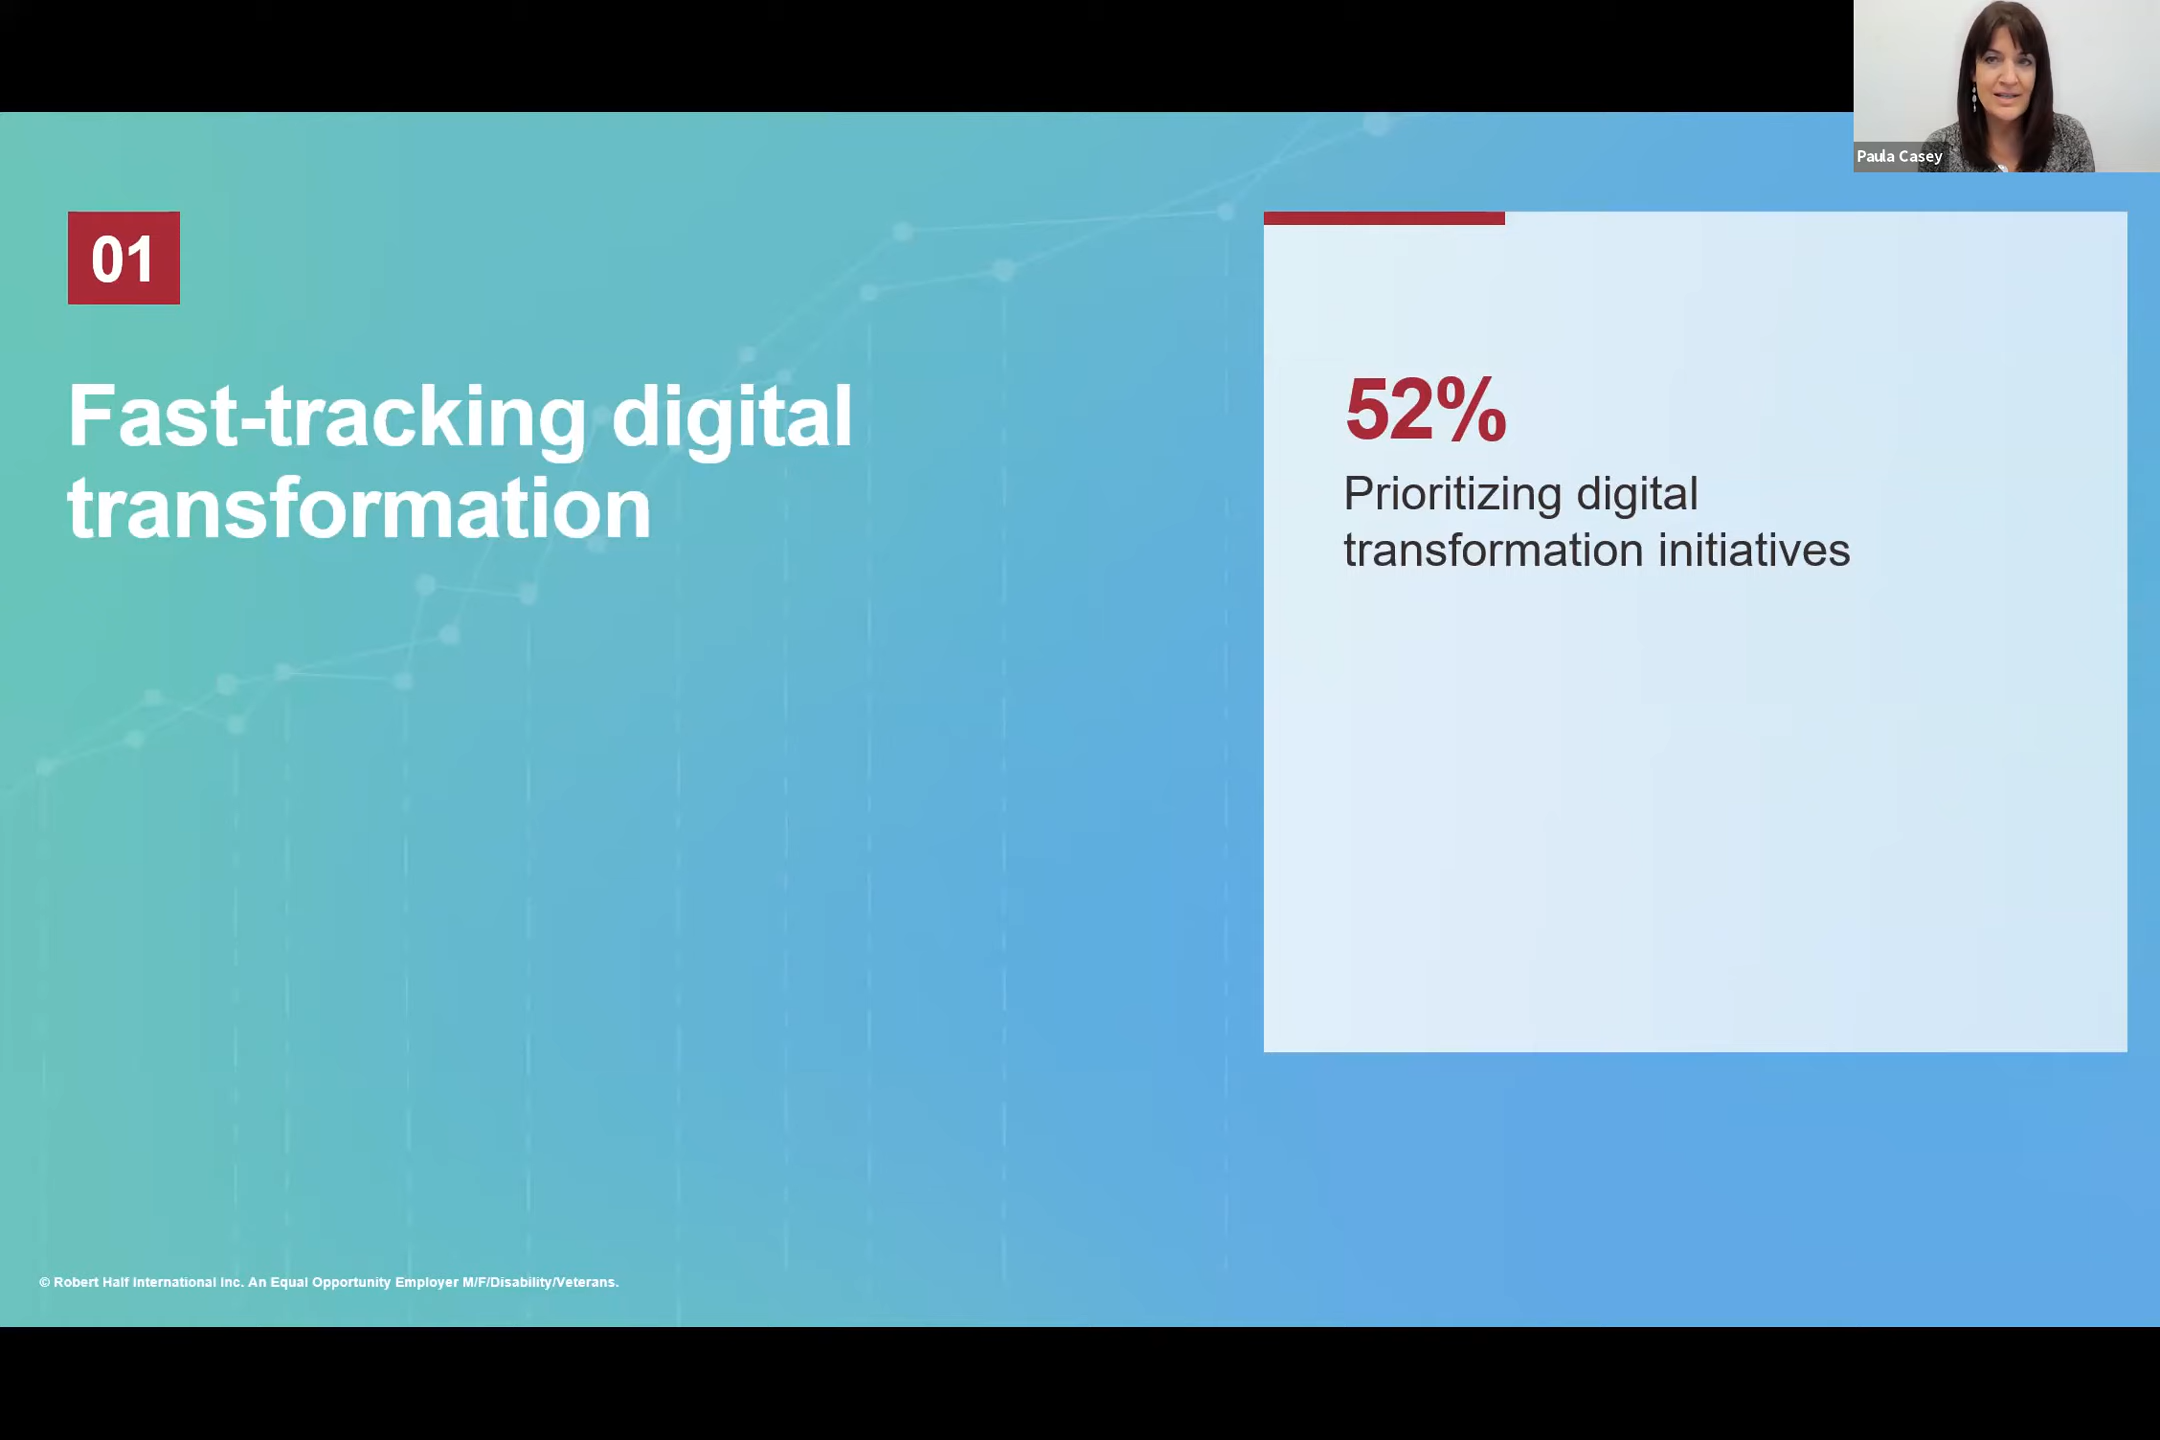 Paula Casey
01
Fast-tracking digital
transformation
52%
Prioritizing digital
transformation initiatives
© Robert Half International Inc. An Equal Opportunity Employer M/F/Disability/Veterans.